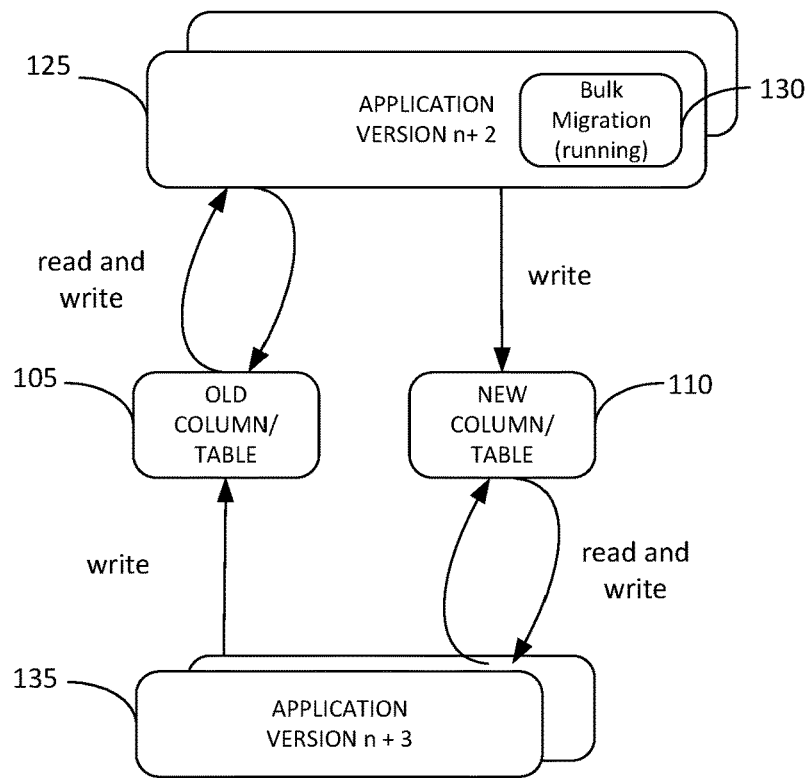 125
APPLICATION
VERSION n+ 2
Bulk
Migration
(running)
130
read and
write
write
105
OLD
COLUMN/
TABLE
NEW
COLUMN/
TABLE
110
write
read and
write
135
APPLICATION
VERSION n + 3